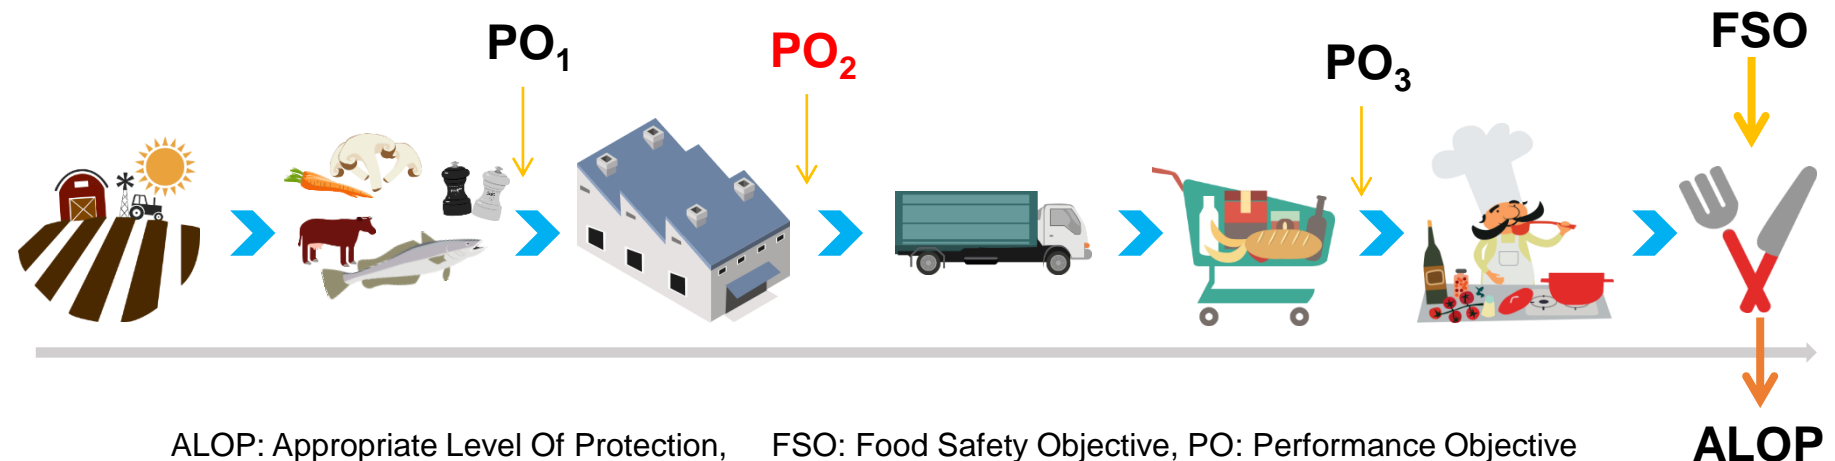 PO₁
PO₂
PO₃
FSO
ALOP: Appropriate Level Of Protection, FSO: Food Safety Objective, PO: Performance Objective
ALOP